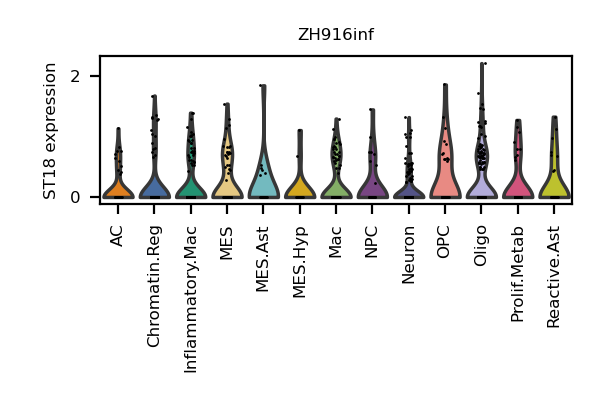 ZH916inf
ST18 expression
2
0
AC
Chromatin.Reg
Inflammatory.Mac
MES
MES.Ast
MES.Hyp
Mac
NPC
Neuron
OPC
Oligo
Prolif.Metab
Reactive.Ast